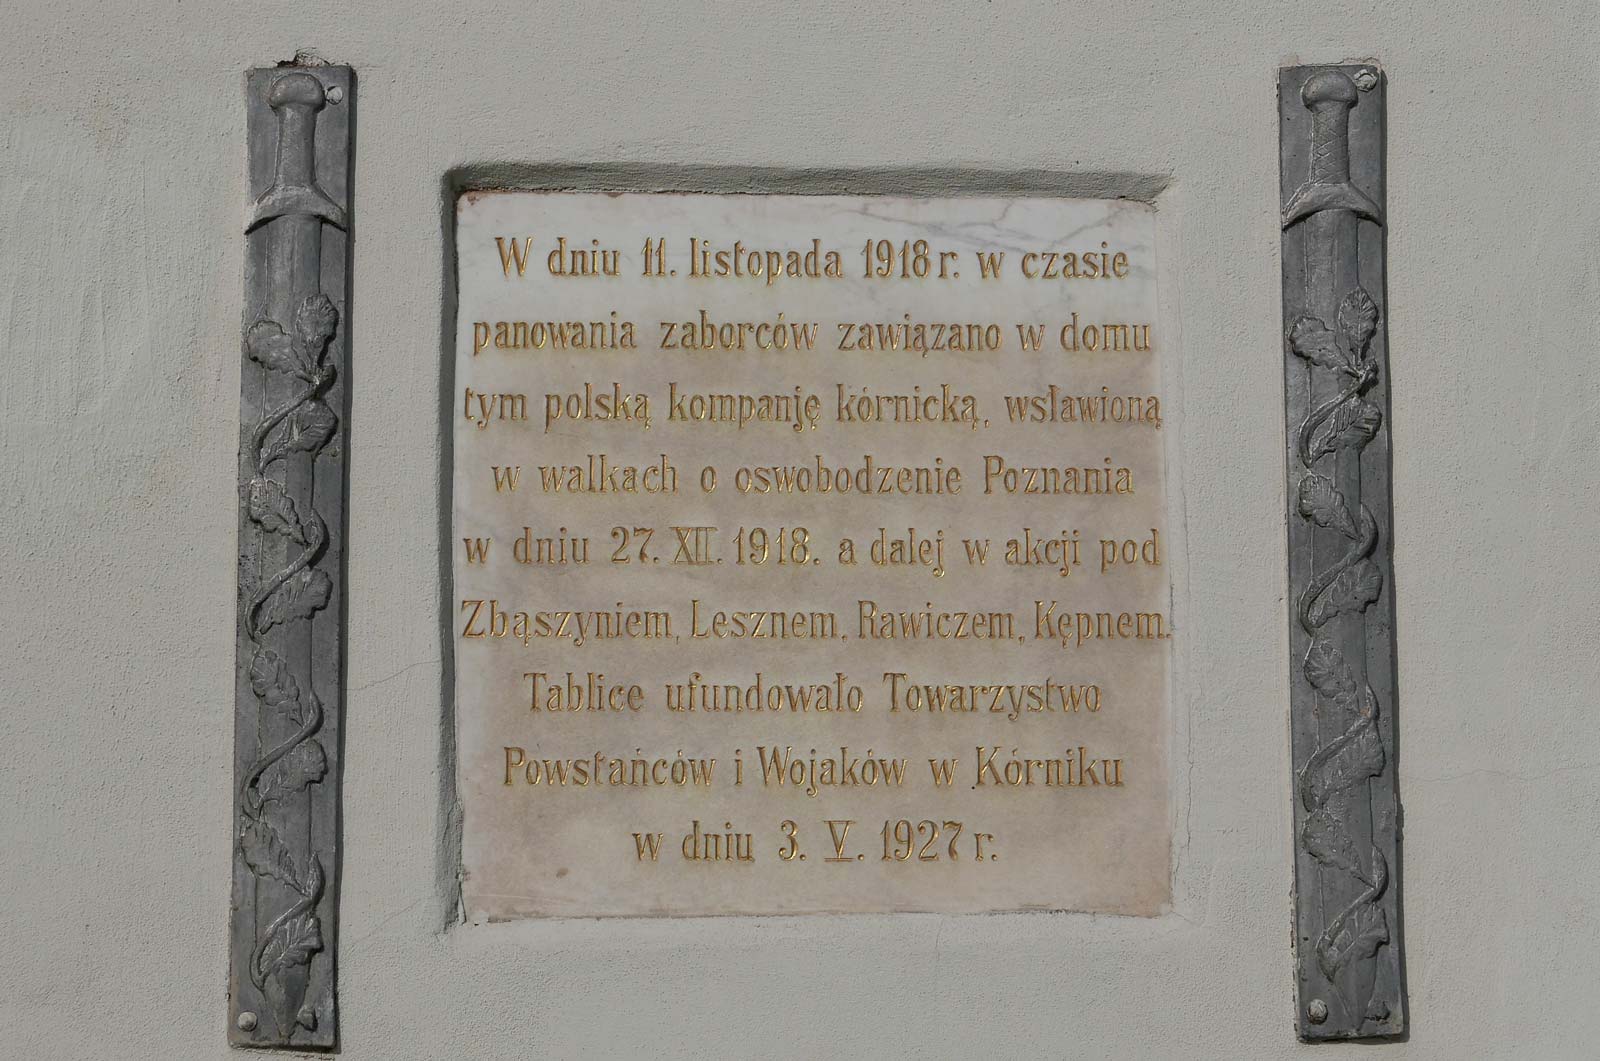 W dniu 11. listopada 1918 r. w czasie
panowania zaborców zawiązano w domu
tym polską kompanję kórnicką, wsławioną
w walkach o oswobodzenie Poznania
w dniu 27. XII. 1918. a dalej w akcji pod
Zbąszyniem, Lesznem, Rawiczem, Kępnem.
Tablice ufundowało Towarzystwo
Powstańców i Wojaków w Kórniku
w dniu 3. V. 1927 r.